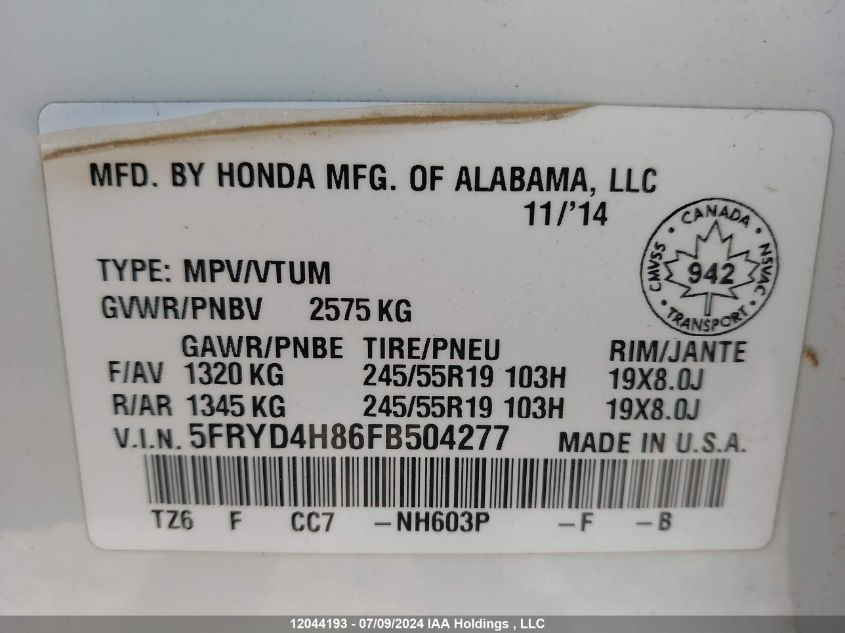 MFD. BY HONDA MFG. OF ALABAMA, LLC
11/'14
CANADA
CMVSS 942 NSVAC
TRANSPORT
TYPE: MPV/VTUM
GVWR/PNBV 2575 KG
GAWR/PNBE TIRE/PNEU RIM/JANTE
F/AV 1320 KG 245/55R19 103H 19X8.0J
R/AR 1345 KG 245/55R19 103H 19X8.0J
V.I.N. 5FRYD4H86FB504277 MADE IN U.S.A.
TZ6 F CC7 -NH603P -F -B
12044193 - 07/09/2024 IAA Holdings , LLC